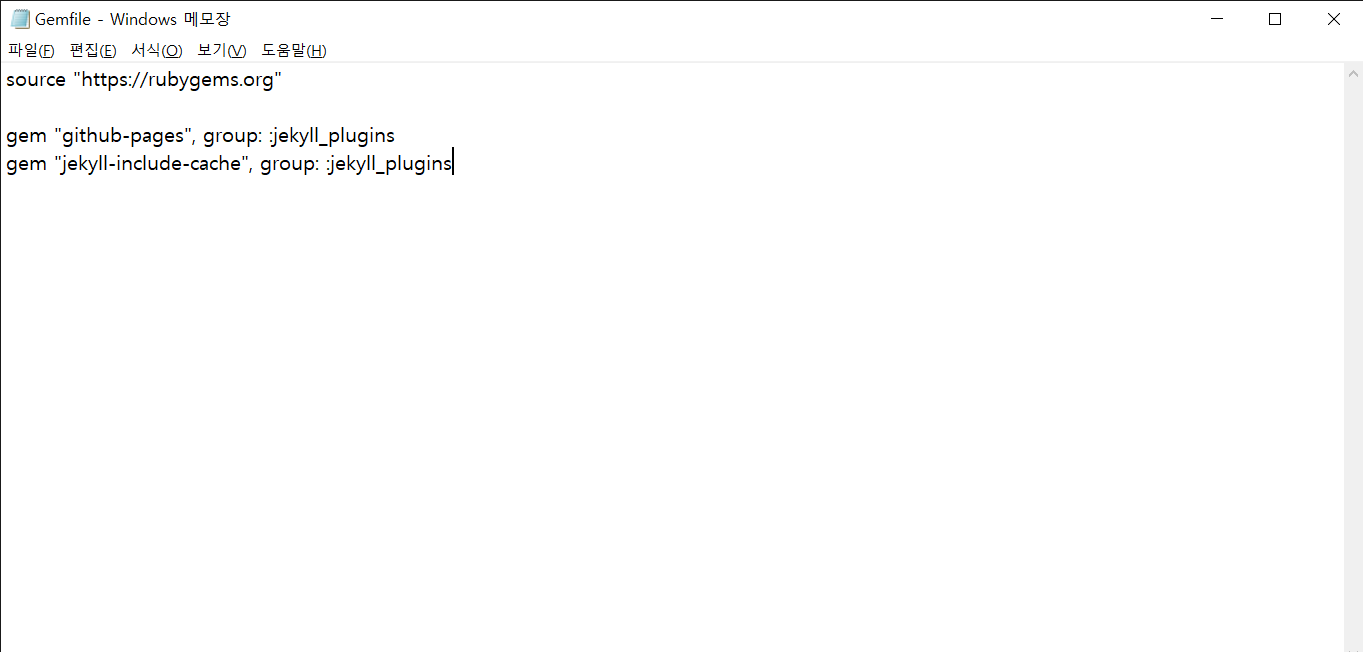 Gemfile - Windows 메모장
파일(F) 편집(E) 서식(O) 보기(V) 도움말(H)
source "https://rubygems.org"
gem "github-pages", group: :jekyll_plugins
gem "jekyll-include-cache", group: :jekyll_plugins